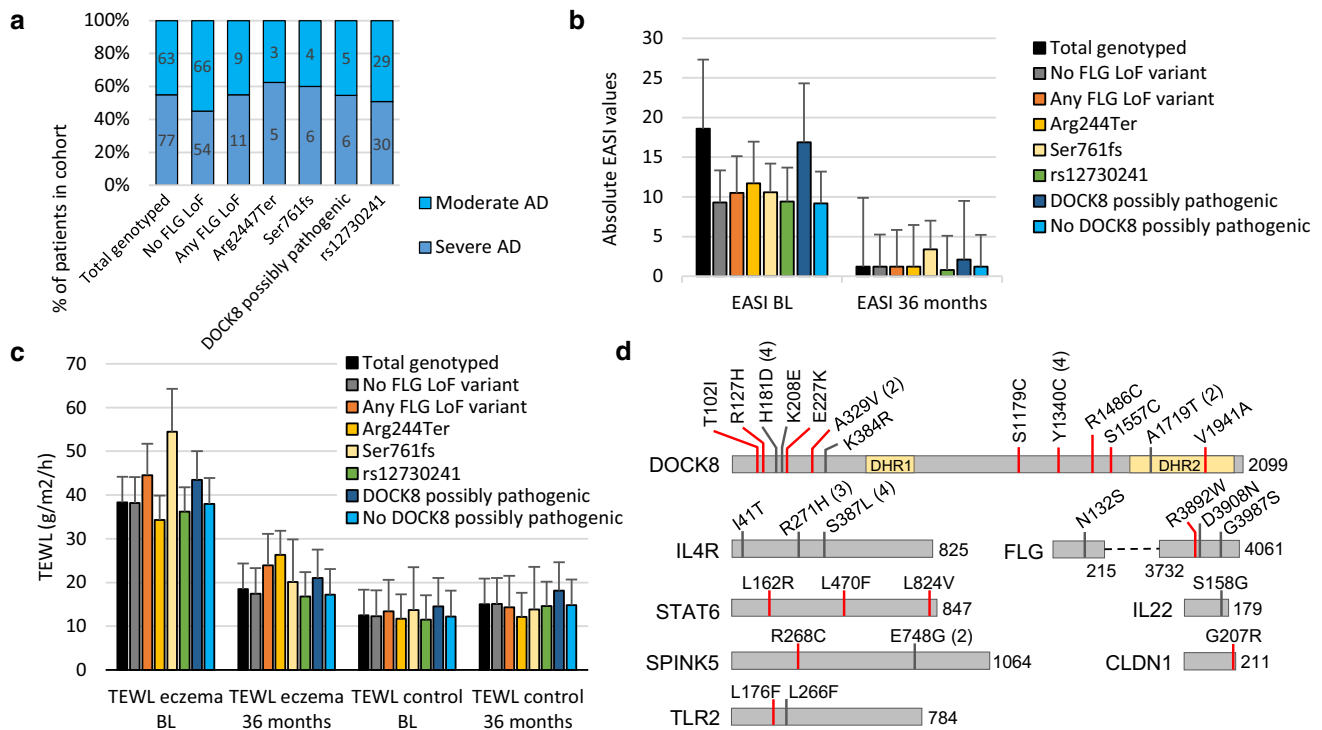 a
100%
80%
60%
40%
20%
0%
% of patients in cohort
63
66
9
3
4
5
29
77
54
11
5
6
6
30
Total genotyped
No FLG LoF
Any FLG LoF
Arg2447Ter
Ser761fs
DOCK8 possibly pathogenic
rs12730241
Moderate AD
Severe AD
b
30
25
20
15
10
5
0
Absolute EASI values
EASI BL
EASI 36 months
Total genotyped
No FLG LoF variant
Any FLG LoF variant
Arg244Ter
Ser761fs
rs12730241
DOCK8 possibly pathogenic
No DOCK8 possibly pathogenic
c
70
60
50
40
30
20
10
0
TEWL (g/m2/h)
Total genotyped
No FLG LoF variant
Any FLG LoF variant
Arg244Ter
Ser761fs
rs12730241
DOCK8 possibly pathogenic
No DOCK8 possibly pathogenic
TEWL eczema BL
TEWL eczema 36 months
TEWL control BL
TEWL control 36 months
d
T102I
R127H
H181D (4)
K208E
E227K
A329V (2)
K384R
S1179C
Y1340C (4)
R1486C
S1557C
A1719T (2)
V1941A
DOCK8
DHR1
DHR2
2099
I41T
R271H (3)
S387L (4)
IL4R
825
N132S
R3892W
D3908N
G3987S
FLG
4061
215
3732
L162R
L470F
L824V
STAT6
847
S158G
IL22
179
R268C
E748G (2)
SPINK5
1064
G207R
CLDN1
211
L176F
L266F
TLR2
784